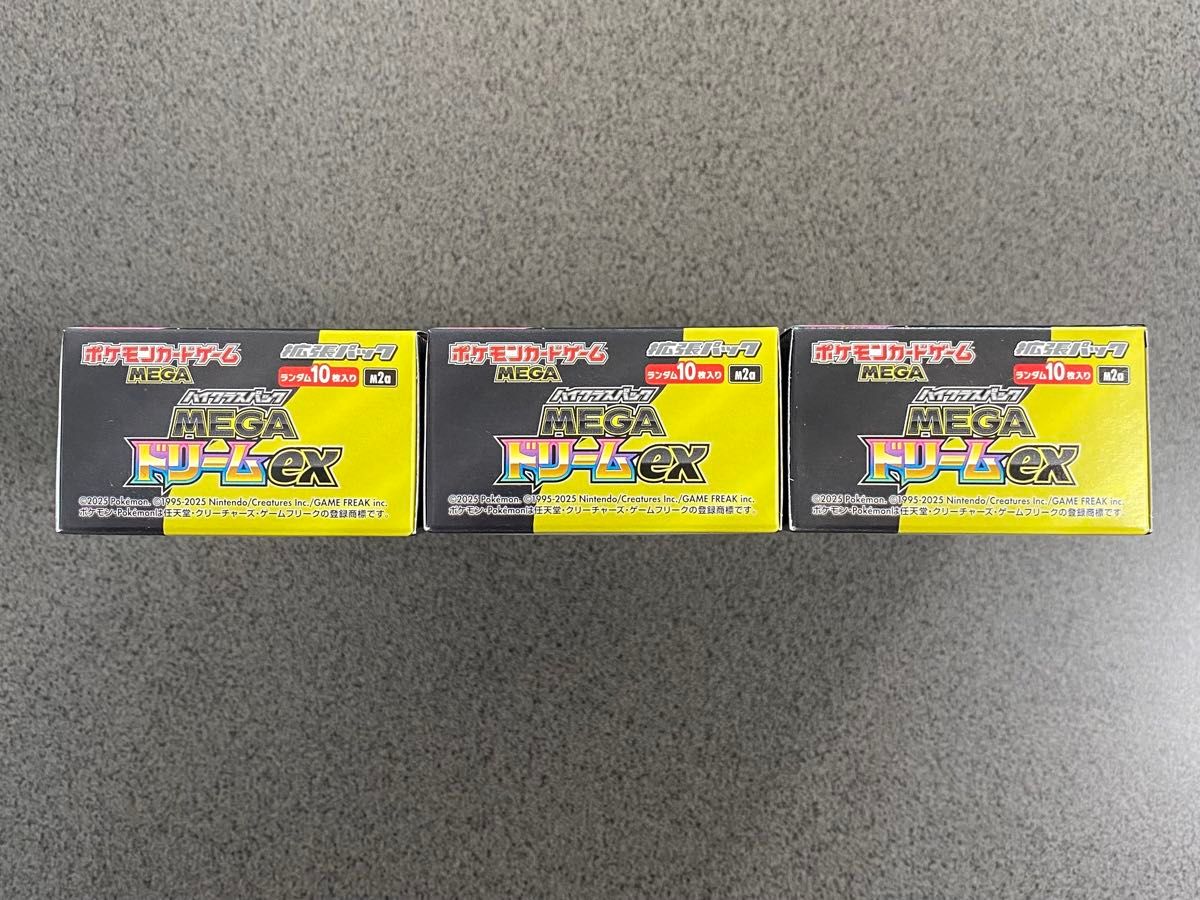 ポケモンカードゲーム 拡張パック
MEGA ランダム10枚入り M2a
ハイクラスパック
MEGA
ドリームex
©2025 Pokémon. ©1995-2025 Nintendo/Creatures Inc./GAME FREAK inc.
ポケモン・Pokémonは任天堂・クリーチャーズ・ゲームフリークの登録商標です。
ポケモンカードゲーム 拡張パック
MEGA ランダム10枚入り M2a
ハイクラスパック
MEGA
ドリームex
©2025 Pokémon. ©1995-2025 Nintendo/Creatures Inc./GAME FREAK inc.
ポケモン・Pokémonは任天堂・クリーチャーズ・ゲームフリークの登録商標です。
ポケモンカードゲーム 拡張パック
MEGA ランダム10枚入り M2a
ハイクラスパック
MEGA
ドリームex
©2025 Pokémon. ©1995-2025 Nintendo/Creatures Inc./GAME FREAK inc.
ポケモン・Pokémonは任天堂・クリーチャーズ・ゲームフリークの登録商標です。